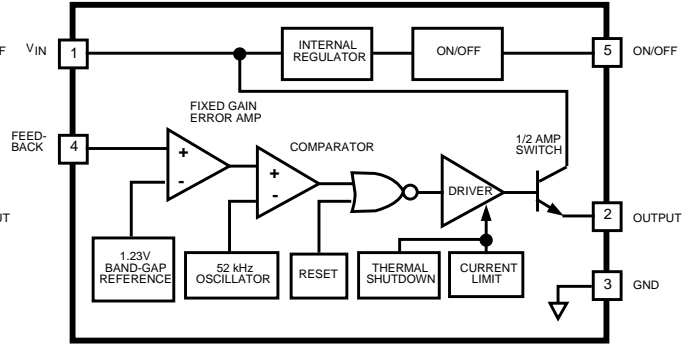 F
VIN
1
INTERNAL
REGULATOR
ON/OFF
5
ON/OFF
FIXED GAIN
ERROR AMP
FEED-
BACK
4
+
-
COMPARATOR
+
-
1/2 AMP
SWITCH
DRIVER
2
OUTPUT
UT
1.23V
BAND-GAP
REFERENCE
52 kHz
OSCILLATOR
RESET
THERMAL
SHUTDOWN
CURRENT
LIMIT
3
GND